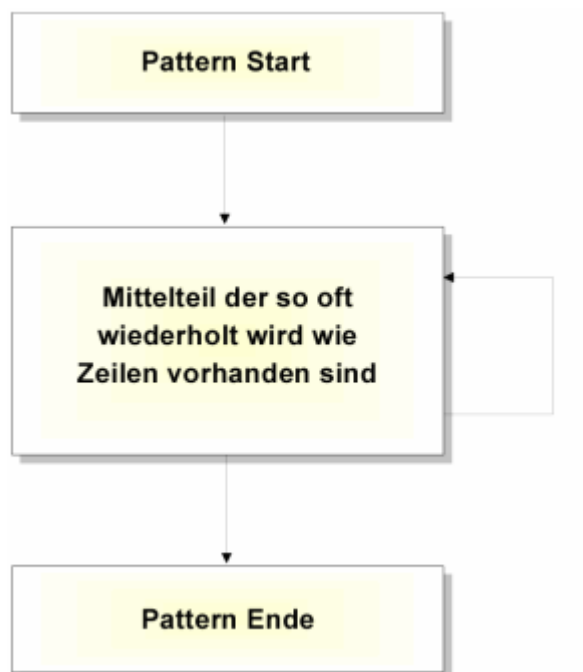 Pattern Start
Mittelteil der so oft
wiederholt wird wie
Zeilen vorhanden sind
Pattern Ende